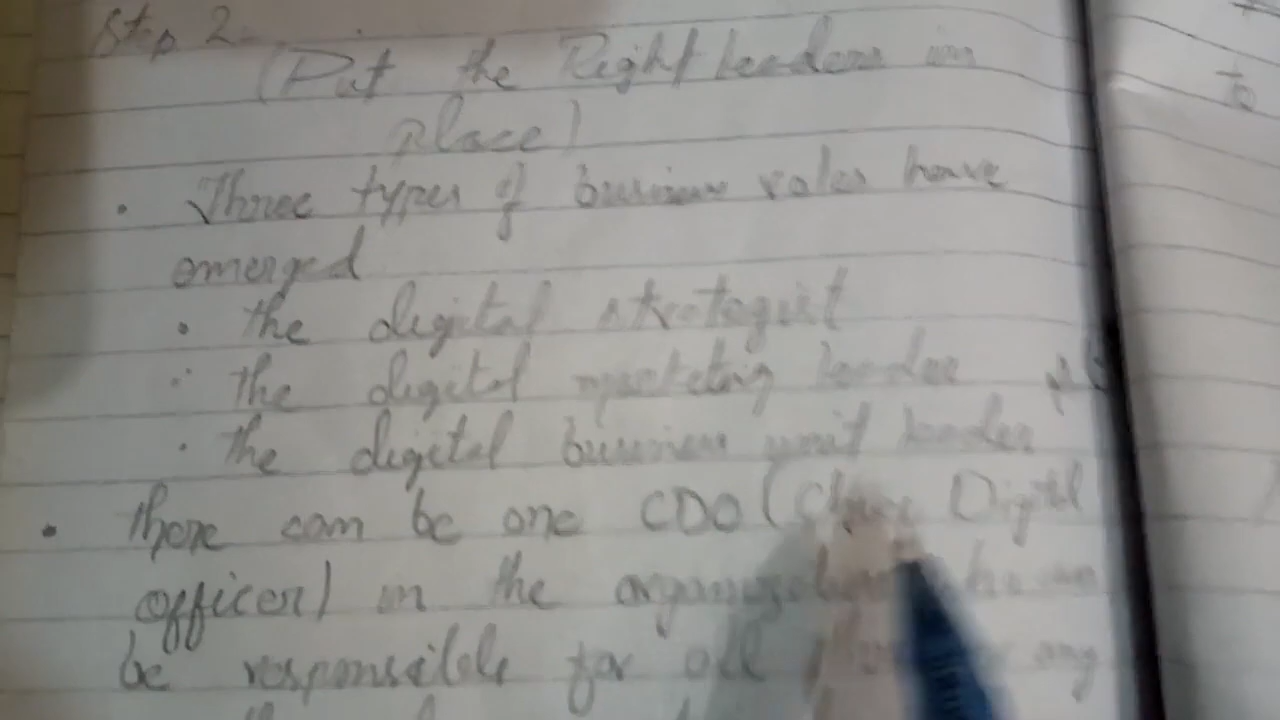 Step 2
(Put the Right leaders in
place)
• Three types of business roles have
emerged
• the digital strategist
• the digital marketing leader
• the digital business unit leader
• there can be one CDO (Digital
officer) in the
be responsible for all any
to